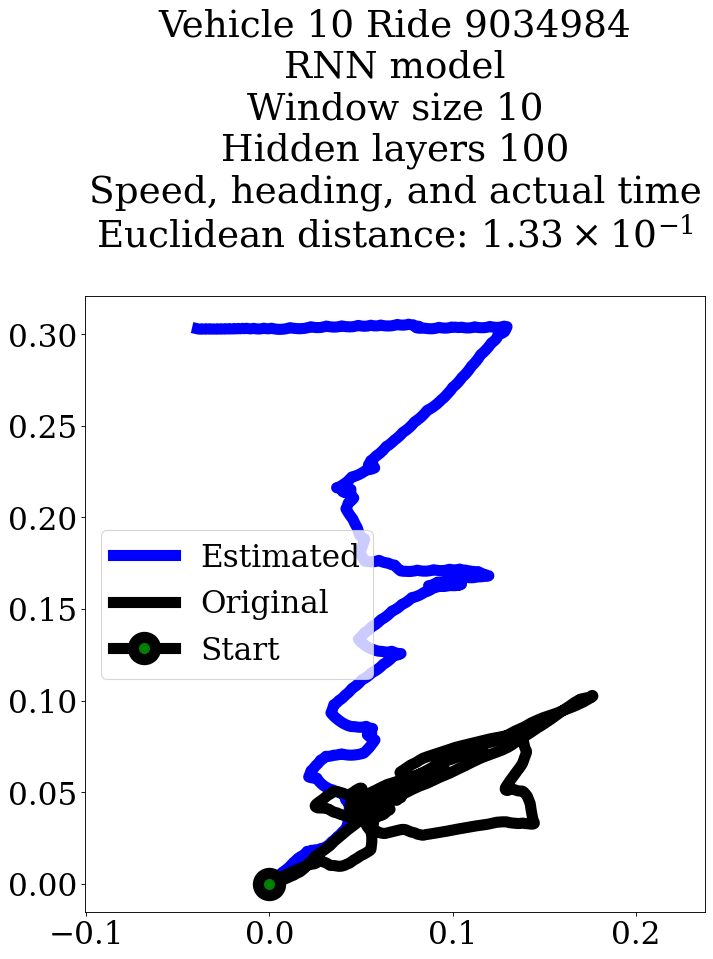 Vehicle 10 Ride 9034984
RNN model
Window size 10
Hidden layers 100
Speed, heading, and actual time
Euclidean distance: 1.33 × 10⁻¹
0.30
0.25
0.20
0.15
0.10
0.05
0.00
Estimated
Original
Start
−0.1 0.0 0.1 0.2